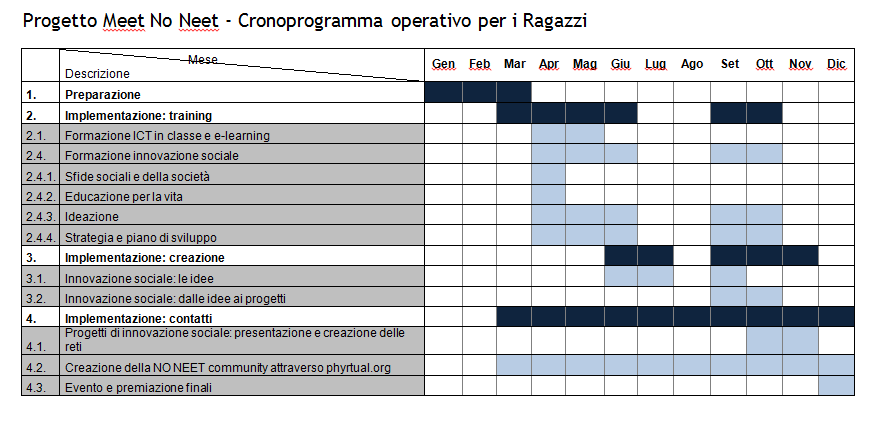 Progetto Meet No Neet - Cronoprogramma operativo per i Ragazzi
Mese
Descrizione
Gen Feb Mar Apr Mag Giu Lug Ago Set Ott Nov Dic
1. Preparazione
2. Implementazione: training
2.1. Formazione ICT in classe e e-learning
2.4. Formazione innovazione sociale
2.4.1. Sfide sociali e della società
2.4.2. Educazione per la vita
2.4.3. Ideazione
2.4.4. Strategia e piano di sviluppo
3. Implementazione: creazione
3.1. Innovazione sociale: le idee
3.2. Innovazione sociale: dalle idee ai progetti
4. Implementazione: contatti
4.1. Progetti di innovazione sociale: presentazione e creazione delle
reti
4.2. Creazione della NO NEET community attraverso phyrtual.org
4.3. Evento e premiazione finali